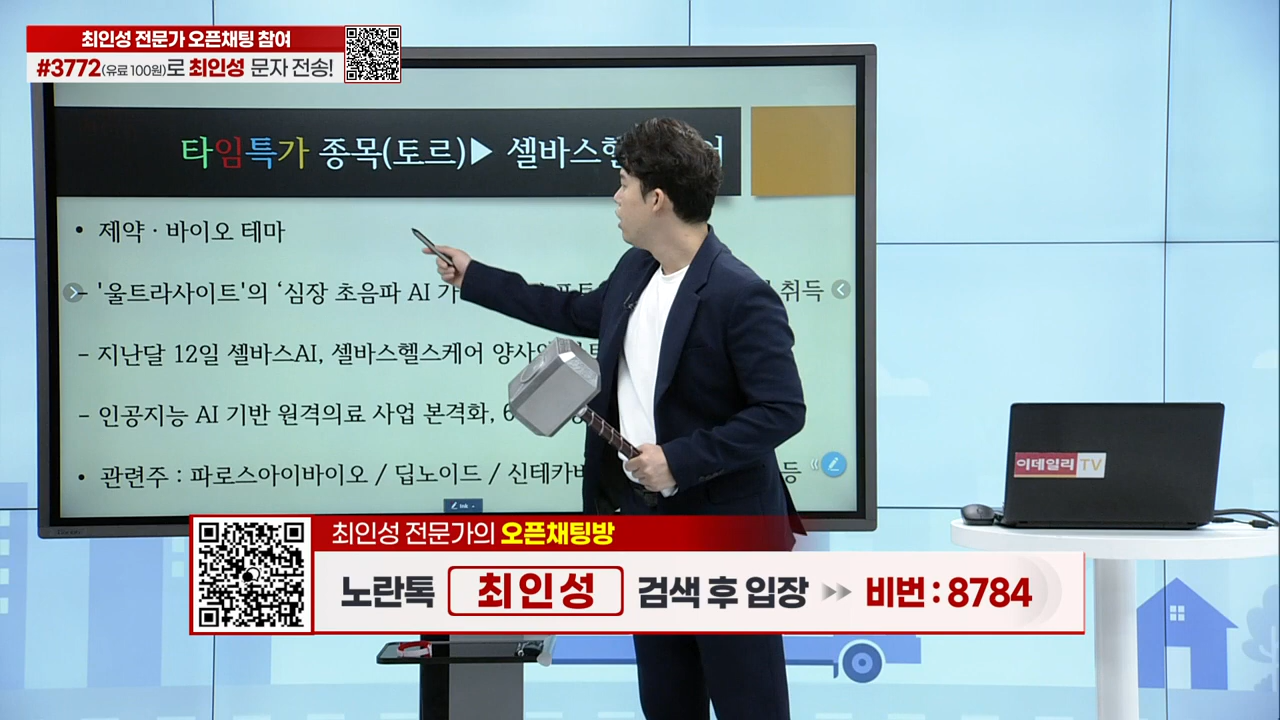 최인성 전문가 오픈채팅 참여
#3772(유료 100원)로 최인성 문자 전송!
타임특가 종목(토르)▶ 셀바스헬 어
• 제약·바이오 테마
– '울트라사이트'의 ‘심장 초음파 AI 가 취득
– 지난달 12일 셀바스AI, 셀바스헬스케어 양사
– 인공지능 AI 기반 원격의료 사업 본격화, 6
• 관련주 : 파로스아이바이오 / 딥노이드 / 신테카바 등
이데일리TV
최인성 전문가의 오픈채팅방
노란톡 최인성 검색 후 입장 비번 : 8784